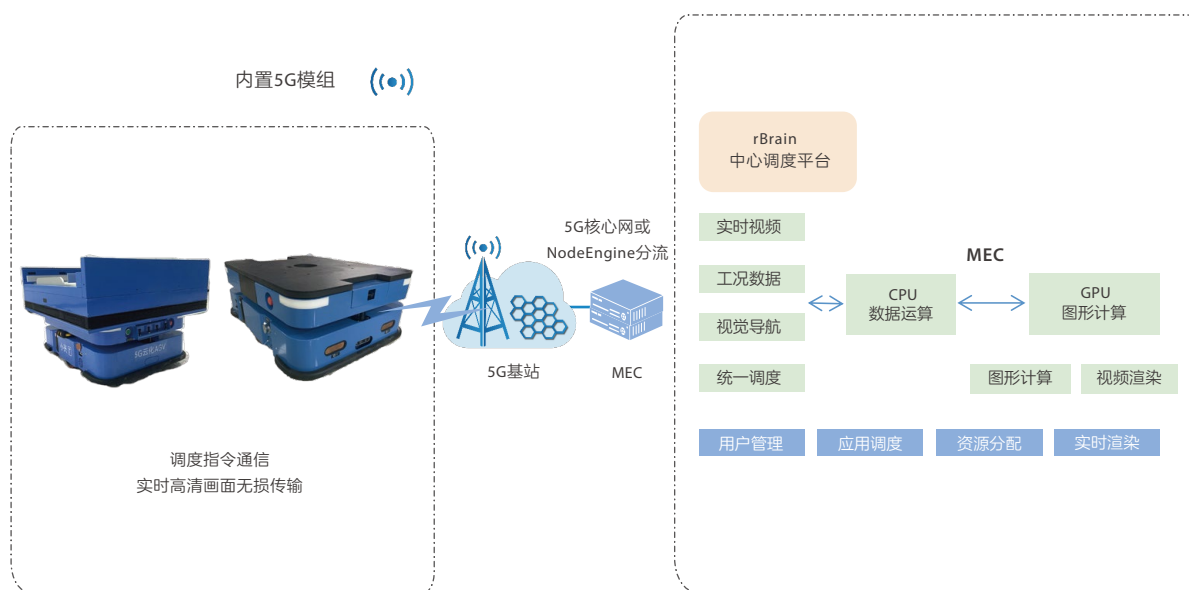 内置5G模组
rBrain
中心调度平台
5G核心网或
NodeEngine分流
实时视频
工况数据
视觉导航
统一调度
MEC
CPU
数据运算
GPU
图形计算
图形计算
视频渲染
5G基站
MEC
用户管理
应用调度
资源分配
实时渲染
调度指令通信
实时高清画面无损传输